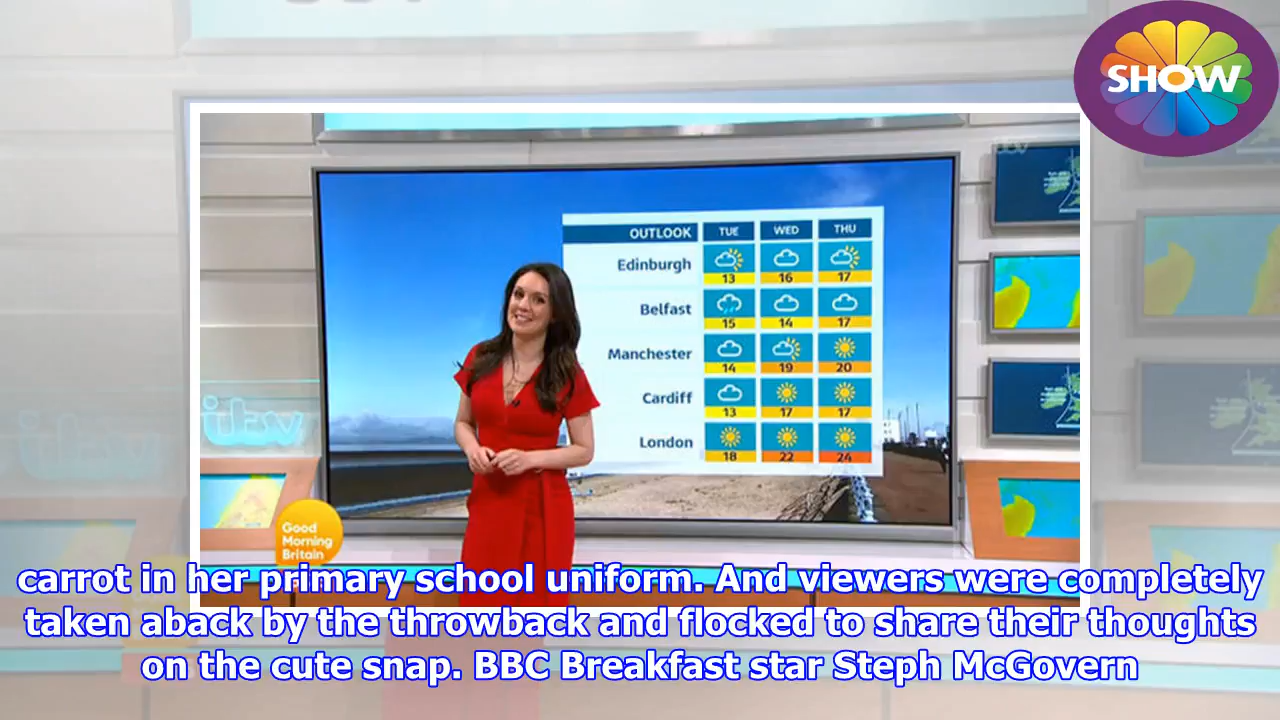 SHOW
itv
OUTLOOK TUE WED THU
Edinburgh 13 16 17
Belfast 15 14 17
Manchester 14 19 20
Cardiff 13 17 17
London 18 22 24
itv
Good
Morning
Britain
carrot in her primary school uniform. And viewers were completely
taken aback by the throwback and flocked to share their thoughts
on the cute snap. BBC Breakfast star Steph McGovern